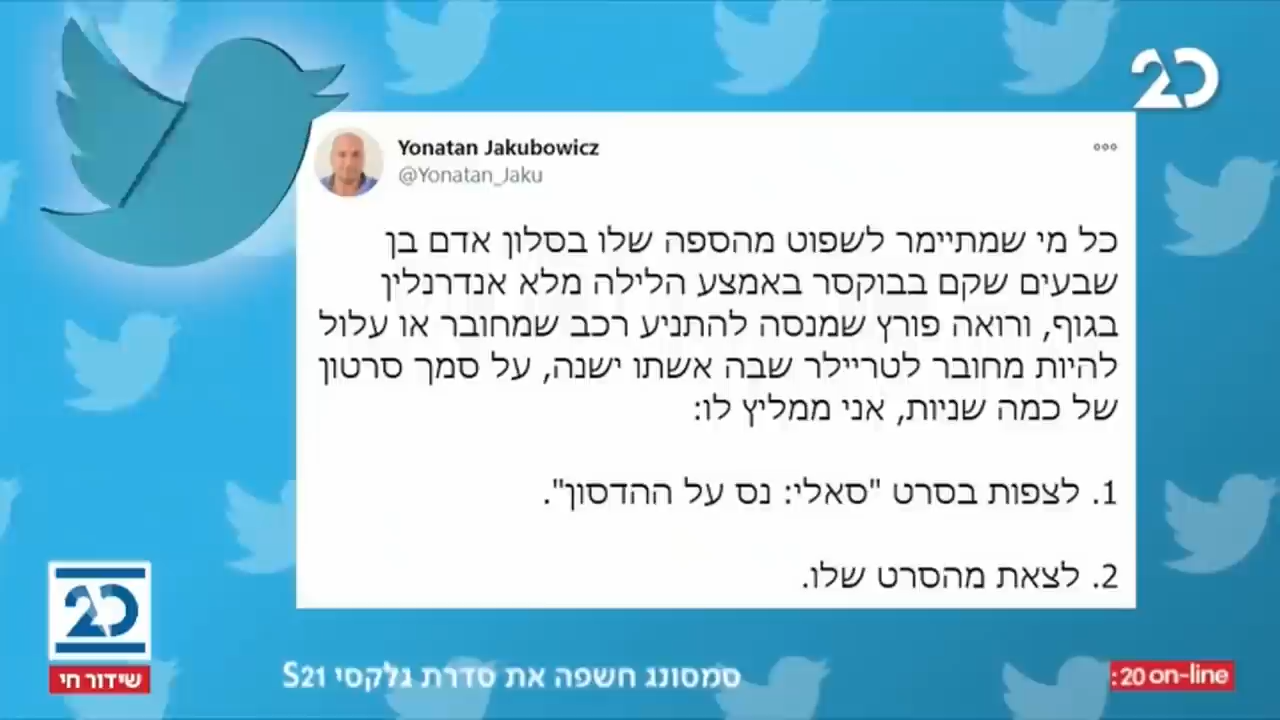 20
Yonatan Jakubowicz
@Yonatan_Jaku
כל מי שמתיימר לשפוט מהספה שלו בסלון אדם בן
שבעים שקם בבוקסר באמצע הלילה מלא אנדרנלין
בגוף, ורואה פורץ שמנסה להתניע רכב שמחובר או עלול
להיות מחובר לטריילר שבה אשתו ישנה, על סמך סרטון
של כמה שניות, אני ממליץ לו:
1. לצפות בסרט "סאלי: נס על ההדסון".
2. לצאת מהסרט שלו.
20
שידור חי
סמסונג חשפה את סדרת גלקסי S21
:20 on-line